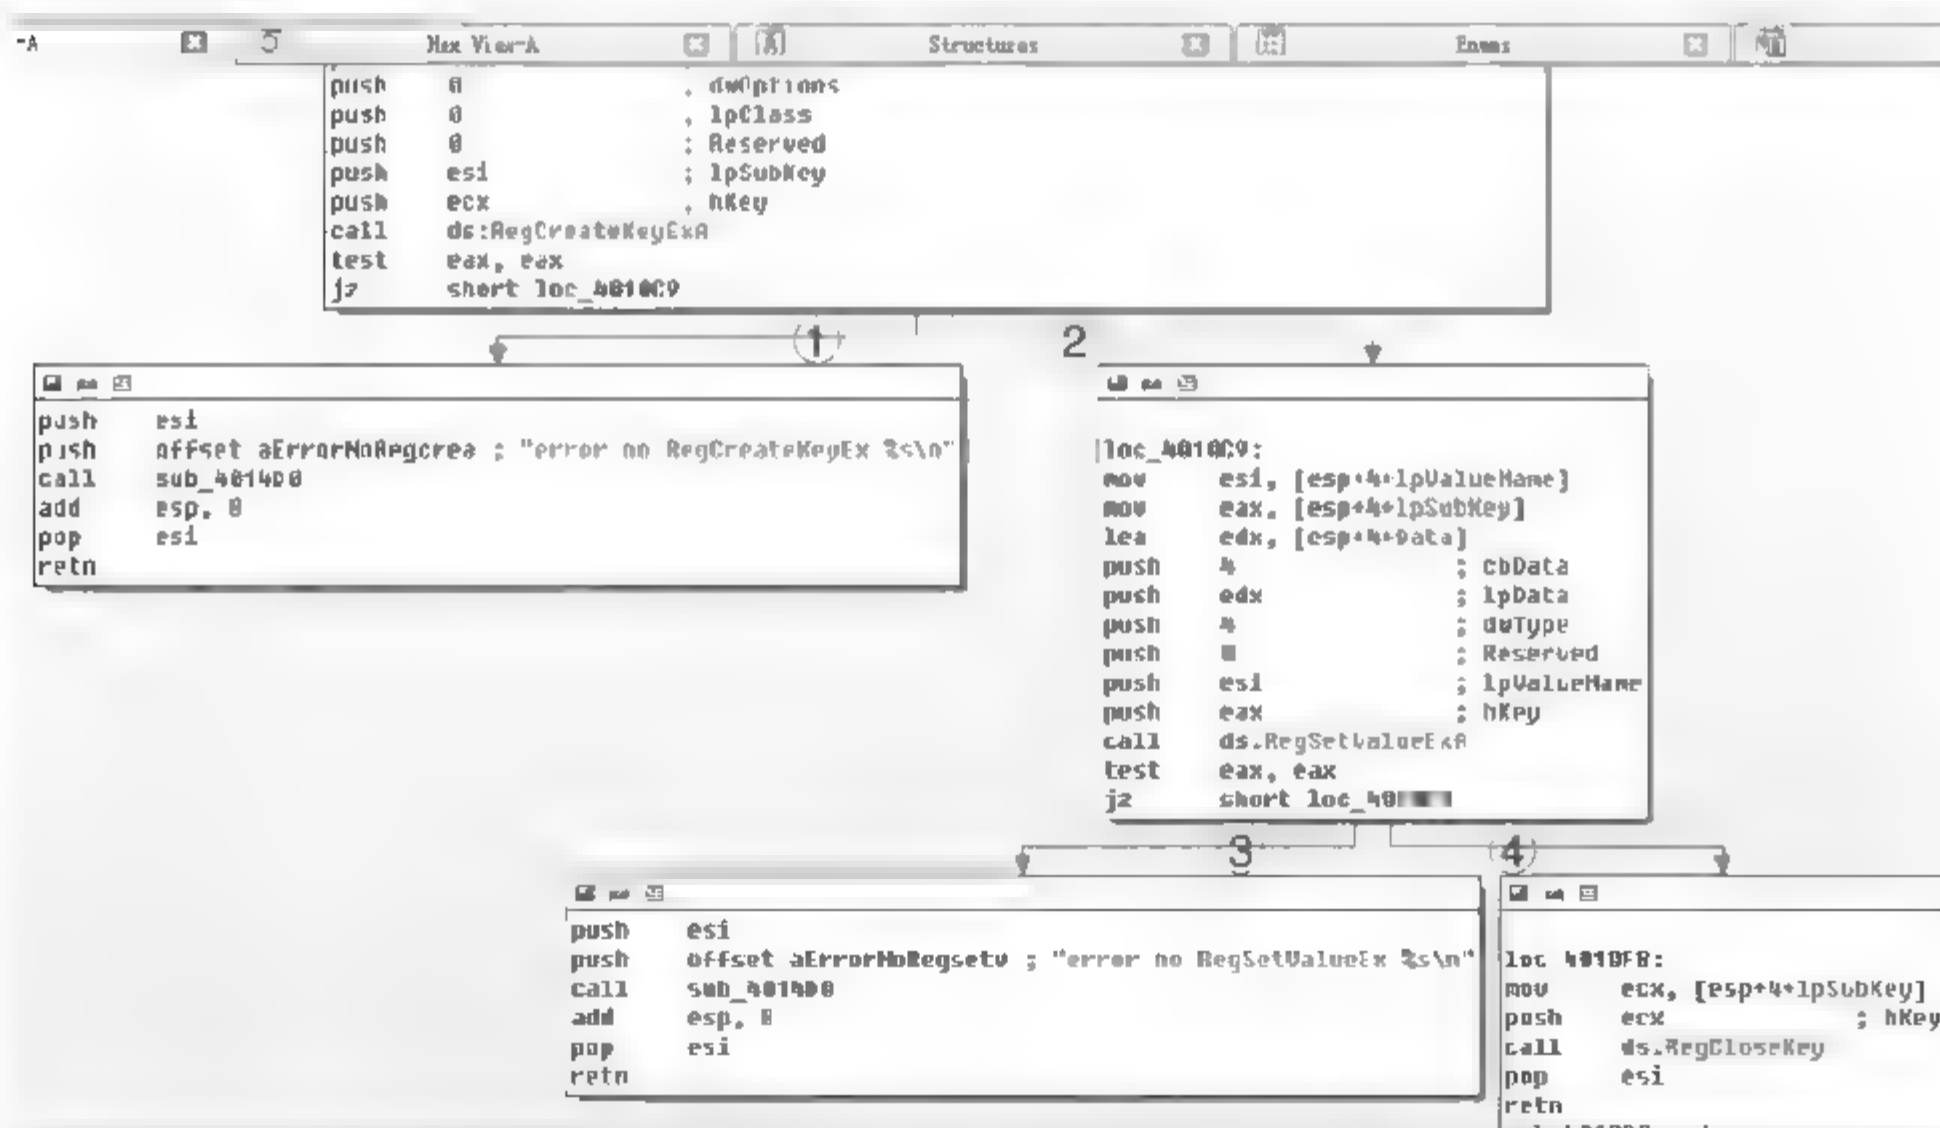 -A 5 Hex View-A Structures Enums
push 0 ; dwOptions
push 0 ; lpClass
push 0 ; Reserved
push esi ; lpSubKey
push ecx ; hKey
call ds:RegCreateKeyExA
test eax, eax
jz short loc_4010C9
1 2
push esi
push offset aErrorNoRegcrea ; "error no RegCreateKeyEx %s\n"
call sub_4014D0
add esp, 8
pop esi
retn
loc_4010C9:
mov esi, [esp+4+lpValueName]
mov eax, [esp+4+lpSubKey]
lea edx, [esp+4+Data]
push 4 ; cbData
push edx ; lpData
push 4 ; dwType
push 0 ; Reserved
push esi ; lpValueName
push eax ; hKey
call ds:RegSetValueExA
test eax, eax
jz short
3 4
push esi
push offset aErrorNoRegsetv ; "error no RegSetValueEx %s\n"
call sub_4014D0
add esp, 8
pop esi
retn
mov ecx, [esp+4+lpSubKey]
push ecx ; hKey
call ds:RegCloseKey
pop esi
retn